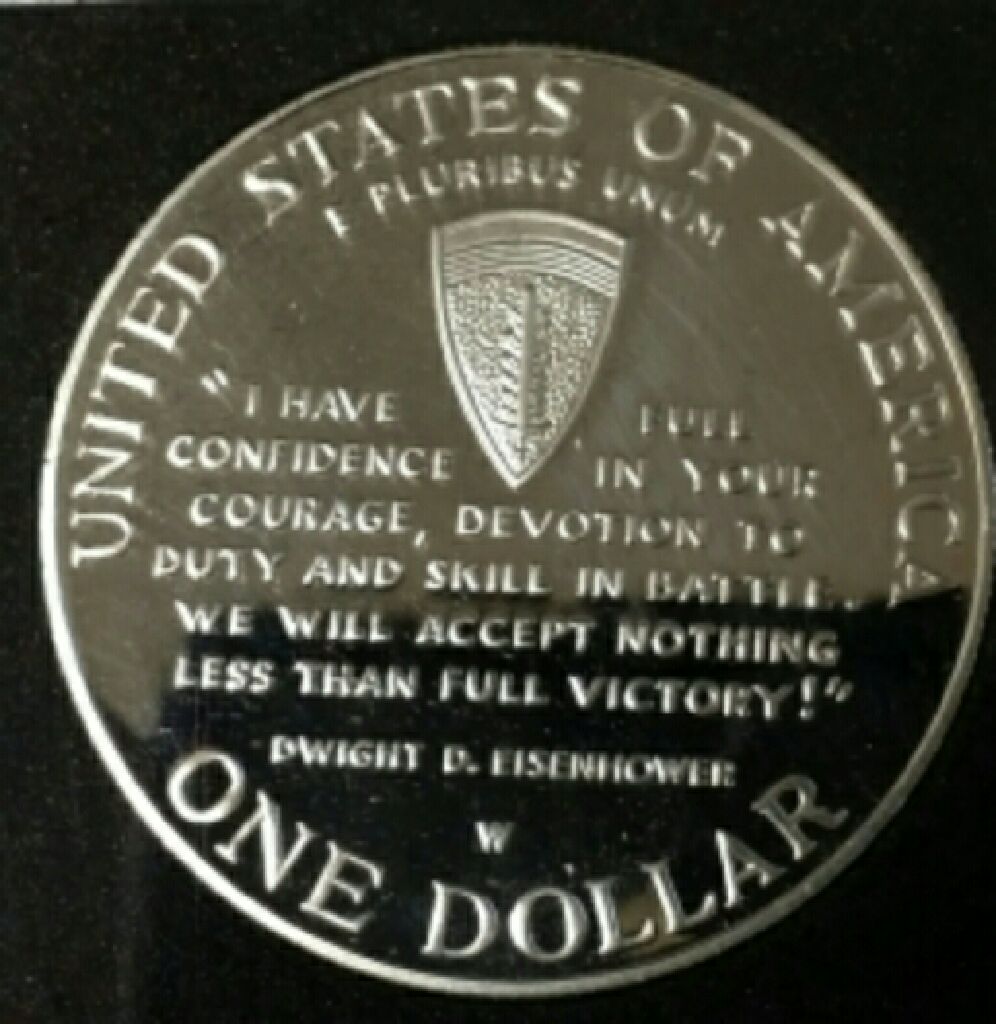 UNITED STATES OF AMERICA
E PLURIBUS UNUM
"I HAVE FULL
CONFIDENCE IN YOUR
COURAGE, DEVOTION TO
DUTY AND SKILL IN BATTLE.
WE WILL ACCEPT NOTHING
LESS THAN FULL VICTORY!"
DWIGHT D. EISENHOWER
W
ONE DOLLAR